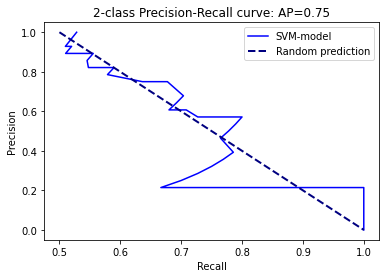 2-class Precision-Recall curve: AP=0.75
SVM-model
Random prediction
Precision
1.0
0.8
0.6
0.4
0.2
0.0
0.5 0.6 0.7 0.8 0.9 1.0
Recall